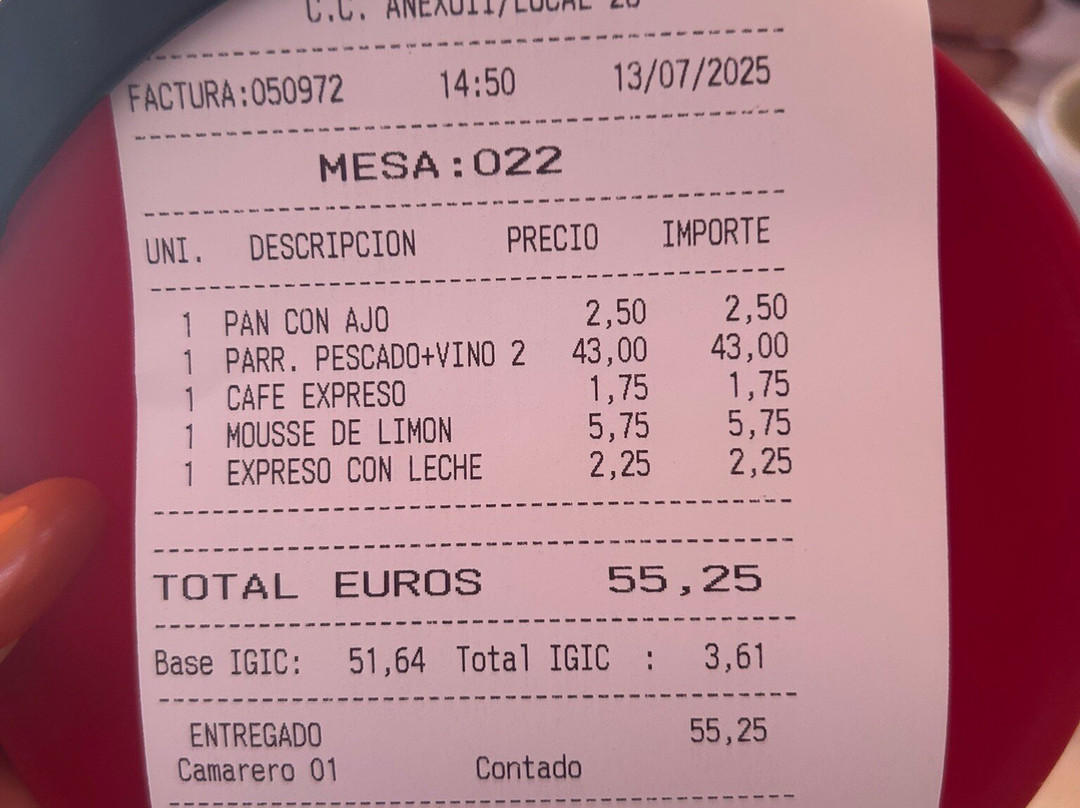 C.C. ANEXOII/LOCAL 20
FACTURA:050972 14:50 13/07/2025
MESA:022
UNI. DESCRIPCION PRECIO IMPORTE
1 PAN CON AJO 2,50 2,50
1 PARR. PESCADO+VINO 2 43,00 43,00
1 CAFE EXPRESO 1,75 1,75
1 MOUSSE DE LIMON 5,75 5,75
1 EXPRESO CON LECHE 2,25 2,25
TOTAL EUROS 55,25
Base IGIC: 51,64 Total IGIC : 3,61
ENTREGADO 55,25
Camarero 01 Contado